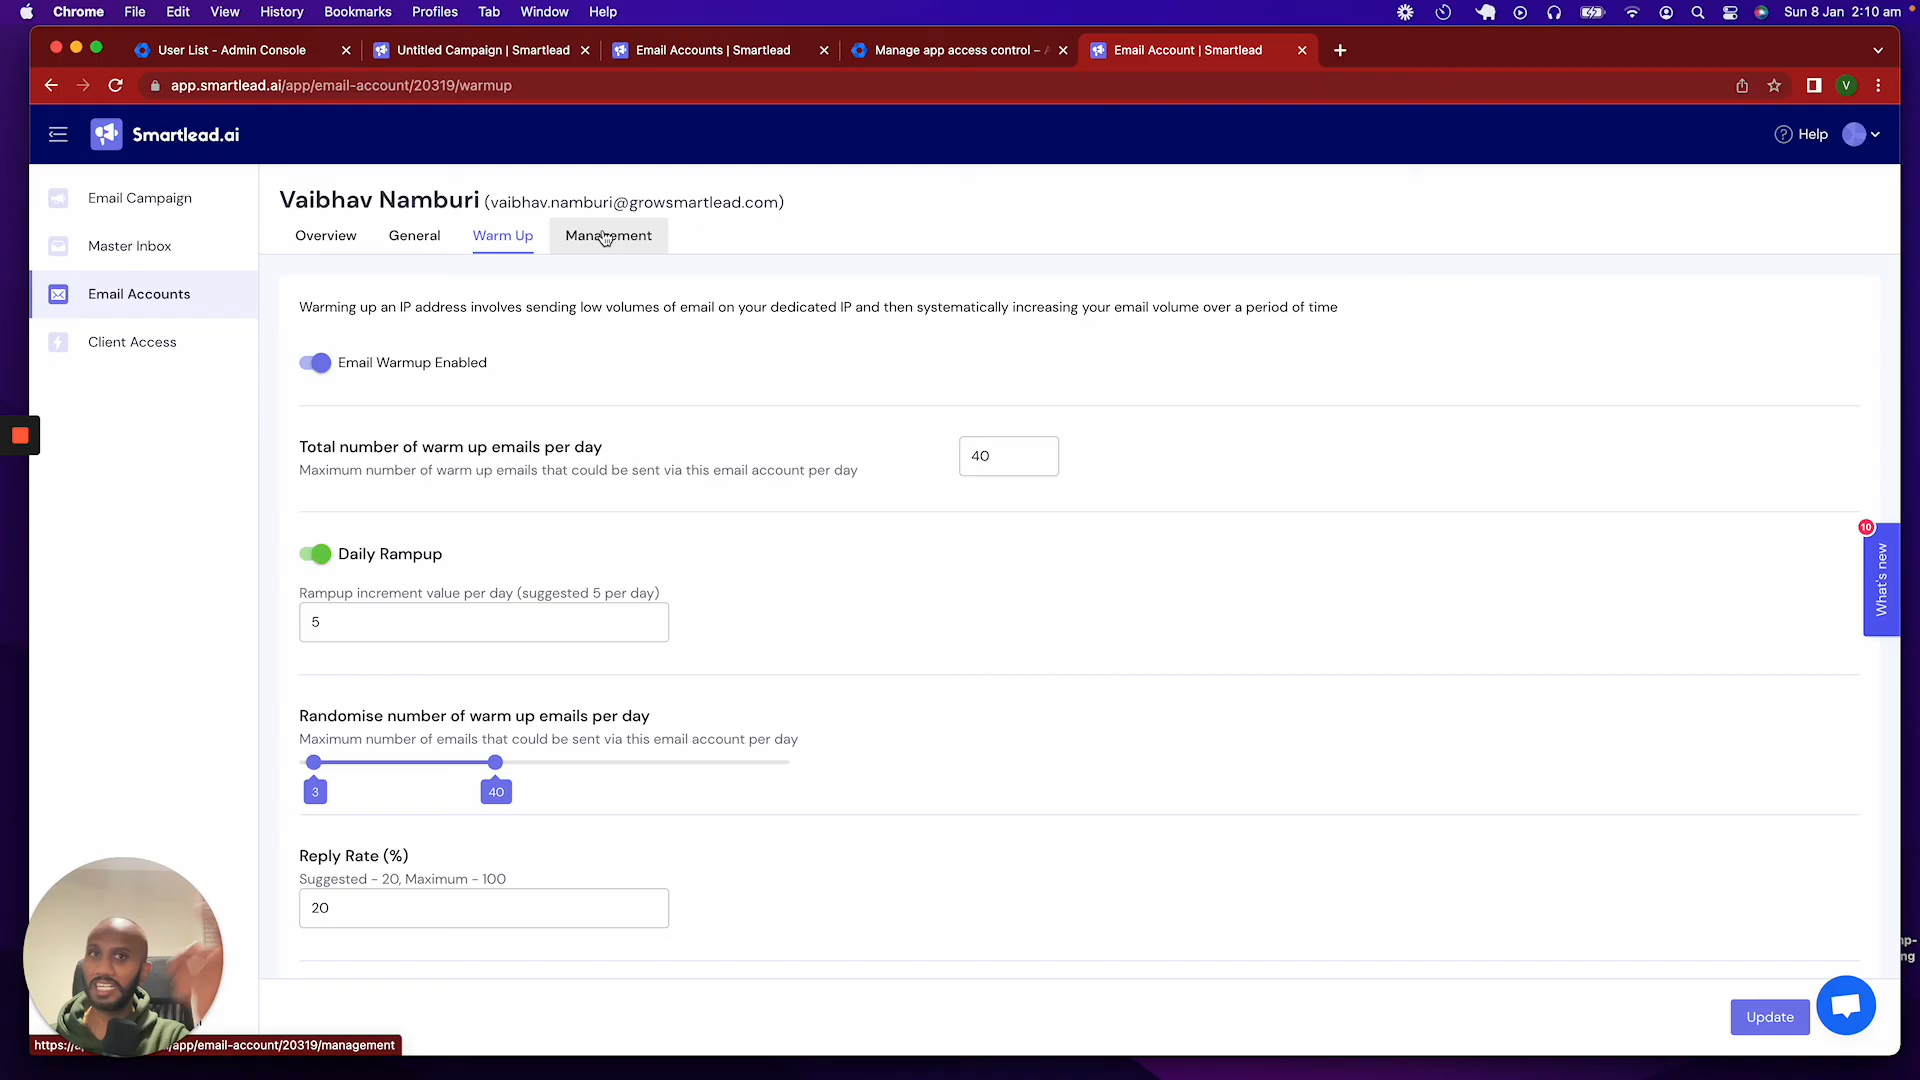 Chrome File Edit View History Bookmarks Profiles Tab Window Help Sun 8 Jan 2:10 am
User List - Admin Console Untitled Campaign | Smartlead Email Accounts | Smartlead Manage app access control – Email Account | Smartlead
app.smartlead.ai/app/email-account/20319/warmup V
Smartlead.ai Help
Email Campaign
Master Inbox
Email Accounts
Client Access
Vaibhav Namburi (vaibhav.namburi@growsmartlead.com)
Overview General Warm Up Management
Warming up an IP address involves sending low volumes of email on your dedicated IP and then systematically increasing your email volume over a period of time
Email Warmup Enabled
Total number of warm up emails per day
Maximum number of warm up emails that could be sent via this email account per day
40
Daily Rampup
Rampup increment value per day (suggested 5 per day)
5
10
What's new
Randomise number of warm up emails per day
Maximum number of emails that could be sent via this email account per day
3 40
Reply Rate (%)
Suggested - 20, Maximum - 100
20
Update
https://a /app/email-account/20319/management